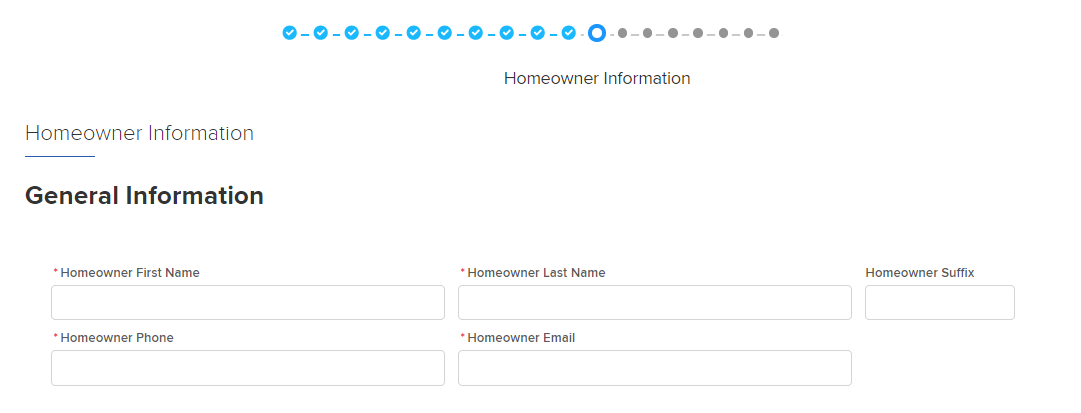 Homeowner Information
Homeowner Information
General Information
* Homeowner First Name * Homeowner Last Name Homeowner Suffix
* Homeowner Phone * Homeowner Email